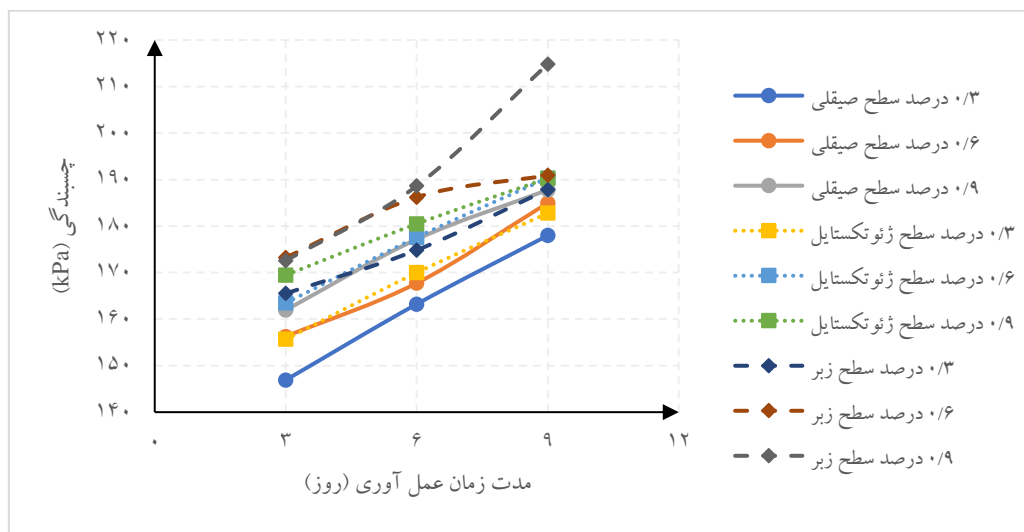 ۲۲۰
۲۱۰
۲۰۰
۱۹۰
۱۸۰
۱۷۰
۱۶۰
۱۵۰
۱۴۰
چسبندگی (kPa)
۰
۳
۶
۹
۱۲
مدت زمان عمل آوری (روز)
۰/۳ درصد سطح صیقلی
۰/۶ درصد سطح صیقلی
۰/۹ درصد سطح صیقلی
۰/۳ درصد سطح ژئوتکستایل
۰/۶ درصد سطح ژئوتکستایل
۰/۹ درصد سطح ژئوتکستایل
۰/۳ درصد سطح زبر
۰/۶ درصد سطح زبر
۰/۹ درصد سطح زبر